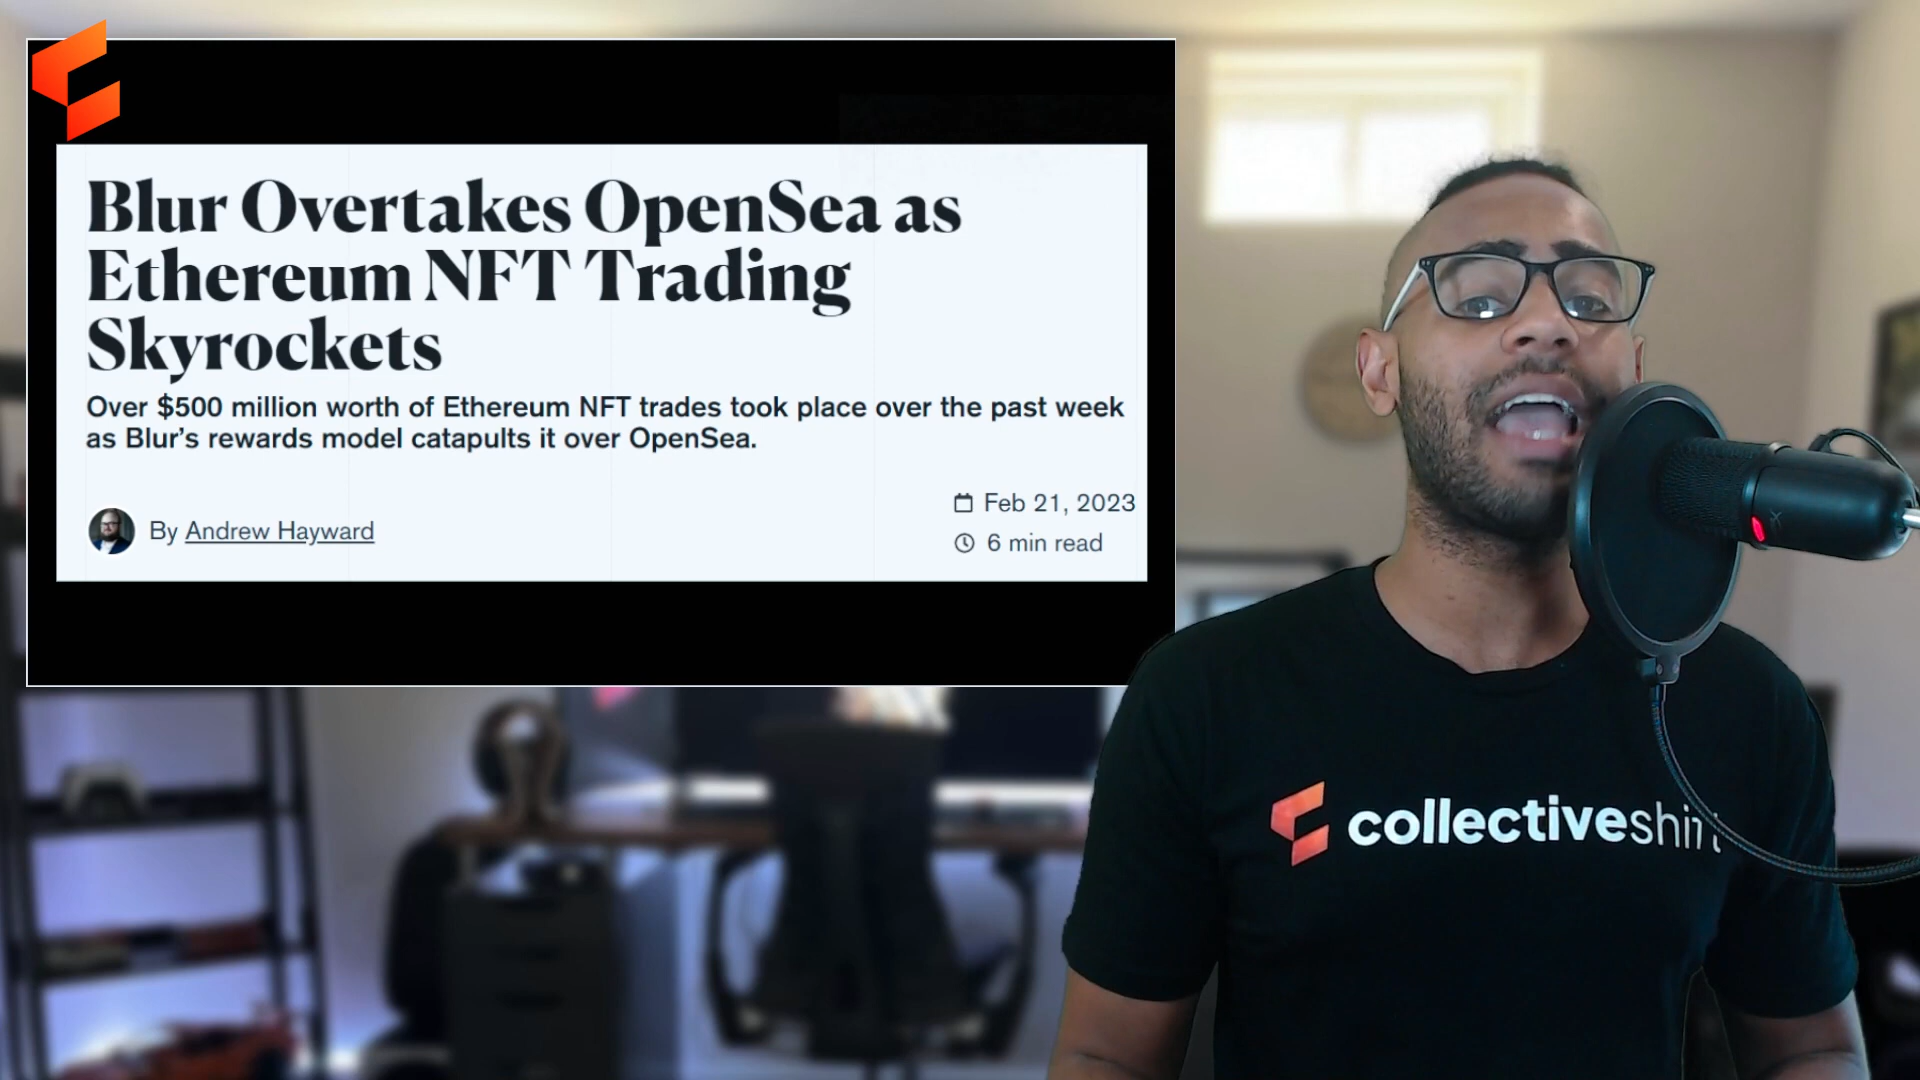 Blur Overtakes OpenSea as
Ethereum NFT Trading
Skyrockets
Over $500 million worth of Ethereum NFT trades took place over the past week
as Blur's rewards model catapults it over OpenSea.
By Andrew Hayward
Feb 21, 2023
6 min read
collectiveshift